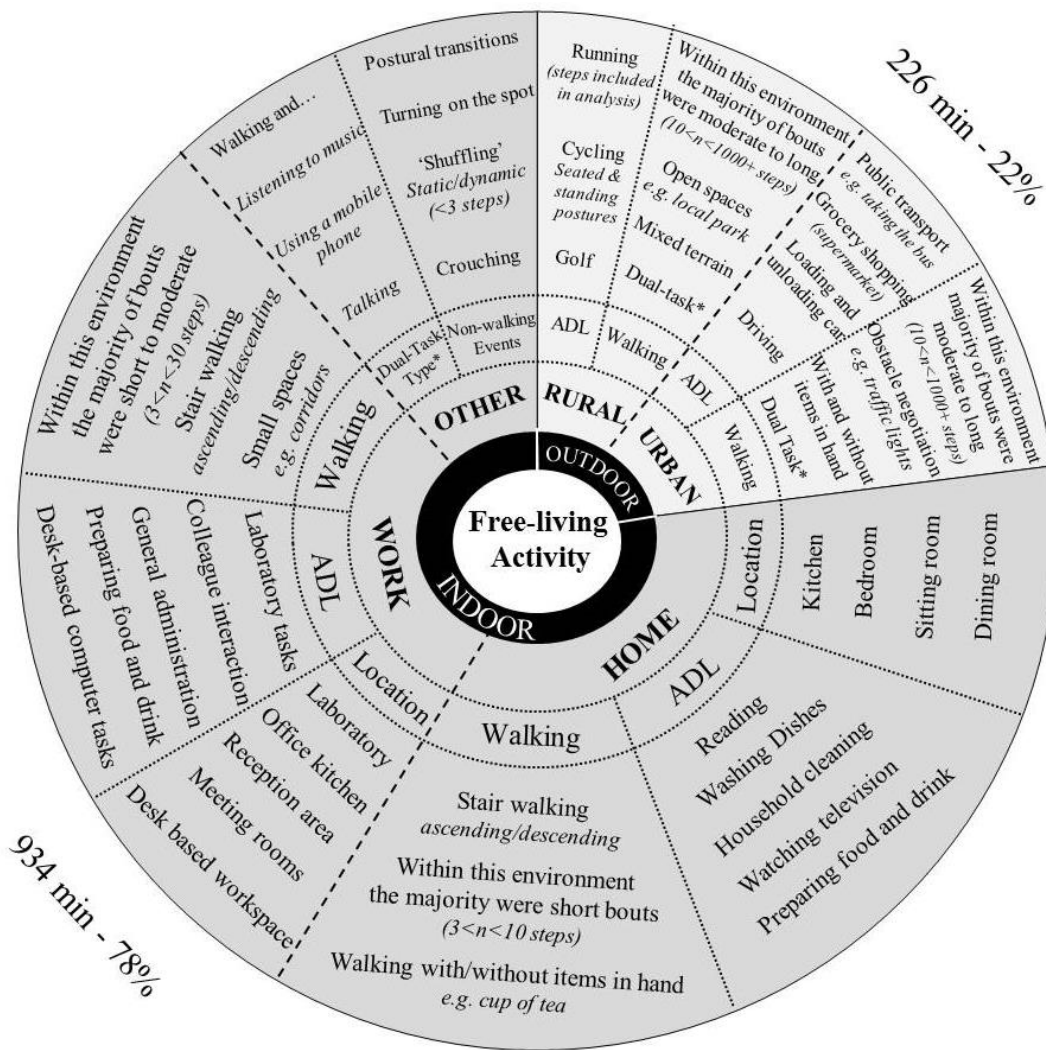 Free-living
Activity
OUTDOOR
INDOOR
RURAL
ADL
Running
(steps included
in analysis)
Cycling
Seated &
standing
postures
Golf
Walking
Within this environment
the majority of bouts
were moderate to long
(10<n<1000+ steps)
Open spaces
e.g. local park
Mixed terrain
Dual-task*
URBAN
ADL
Public transport
e.g. taking the bus
Grocery shopping
(supermarket)
Loading and
unloading car
Driving
Walking
Within this environment
majority of bouts were
moderate to long
(10<n<1000+ steps)
Obstacle negotiation
e.g. traffic lights
With and without
items in hand
Dual Task*
226 min - 22%
HOME
Location
Kitchen
Bedroom
Sitting room
Dining room
ADL
Reading
Washing Dishes
Household cleaning
Watching television
Preparing food and drink
Walking
Stair walking
ascending/descending
Within this environment
the majority were short bouts
(3<n<10 steps)
Walking with/without items in hand
e.g. cup of tea
WORK
Location
Laboratory
Office kitchen
Reception area
Meeting rooms
Desk based workspace
ADL
Laboratory tasks
Colleague interaction
General administration
Preparing food and drink
Desk-based computer tasks
Walking
Within this environment
the majority of bouts
were short to moderate
(3<n<30 steps)
Stair walking
ascending/descending
Small spaces
e.g. corridors
OTHER
Dual-Task
Type*
Walking and…
Listening to music
Using a mobile
phone
Talking
Non-walking
Events
Postural transitions
Turning on the spot
‘Shuffling’
Static/dynamic
(<3 steps)
Crouching
934 min - 78%